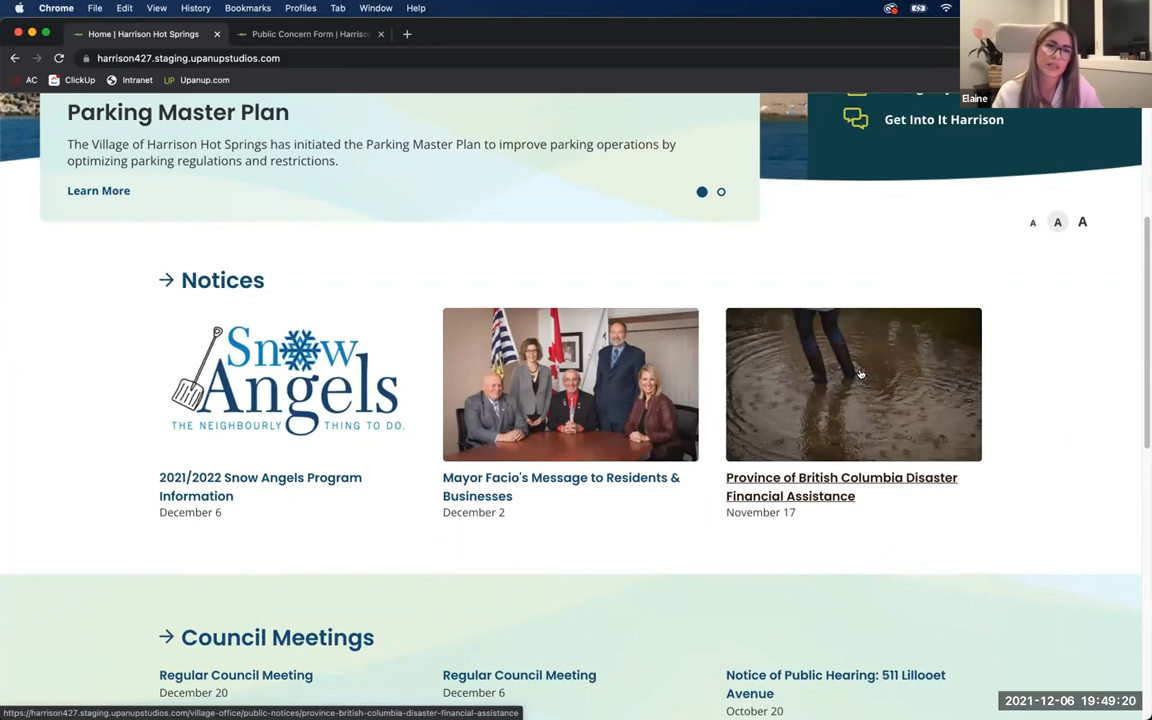 Chrome File Edit View History Bookmarks Profiles Tab Window Help
Home | Harrison Hot Springs
Public Concern Form | Harriso
harrison427.staging.upanupstudios.com
AC ClickUp Intranet UP Upanup.com
Elaine
Parking Master Plan
The Village of Harrison Hot Springs has initiated the Parking Master Plan to improve parking operations by
optimizing parking regulations and restrictions.
Learn More
Get Into It Harrison
A A A
Notices
Snow
Angels
THE NEIGHBOURLY THING TO DO.
2021/2022 Snow Angels Program
Information
December 6
Mayor Facio's Message to Residents &
Businesses
December 2
Province of British Columbia Disaster
Financial Assistance
November 17
Council Meetings
Regular Council Meeting
December 20
Regular Council Meeting
December 6
Notice of Public Hearing: 511 Lillooet
Avenue
October 20
https://harrison427.staging.upanupstudios.com/village-office/public-notices/province-british-columbia-disaster-financial-assistance
2021-12-06 19:49:20